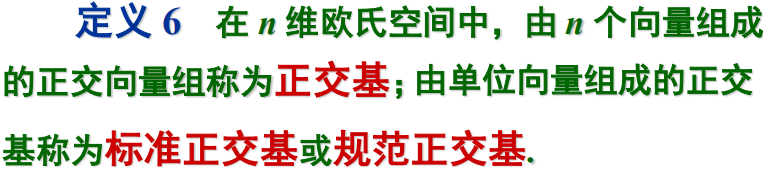 定义 6 在 n 维欧氏空间中，由 n 个向量组成
的正交向量组称为正交基；由单位向量组成的正交
基称为标准正交基或规范正交基.